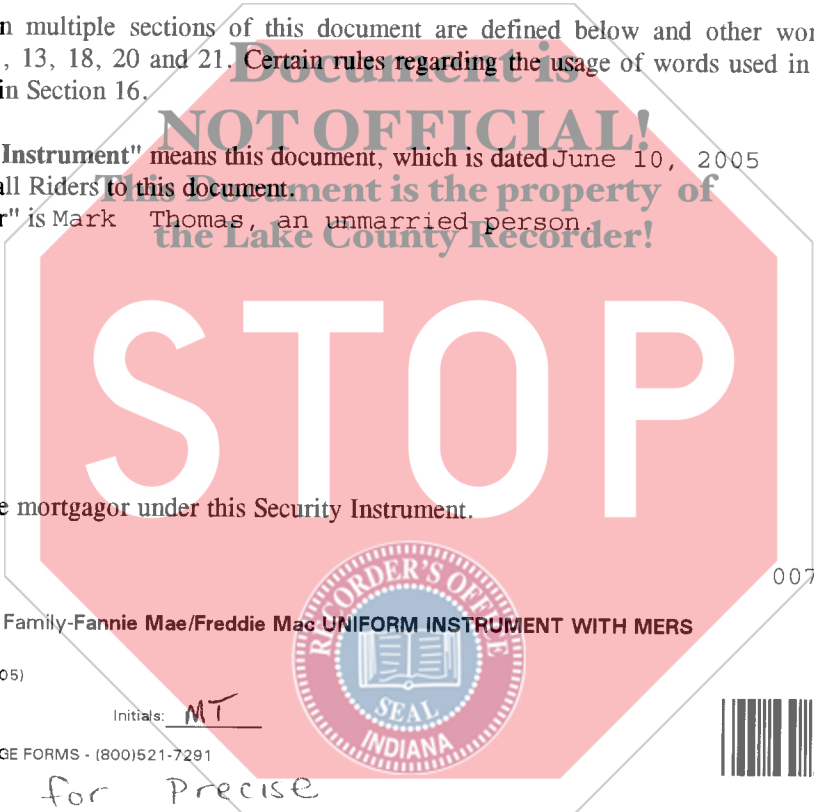 n multiple sections of this document are defined below and other wor
, 13, 18, 20 and 21. Certain rules regarding the usage of words used in
in Section 16.
Document is
NOT OFFICIAL!
Instrument" means this document, which is dated June 10, 2005
all Riders to this document.
This Document is the property of
r" is Mark Thomas, an unmarried person.
the Lake County Recorder!
STOP
e mortgagor under this Security Instrument.
007
RECORDER'S OFFICE
Family-Fannie Mae/Freddie Mac UNIFORM INSTRUMENT WITH MERS
05)
SEAL
Initials: MT
INDIANA
GE FORMS - (800)521-7291
for Precise